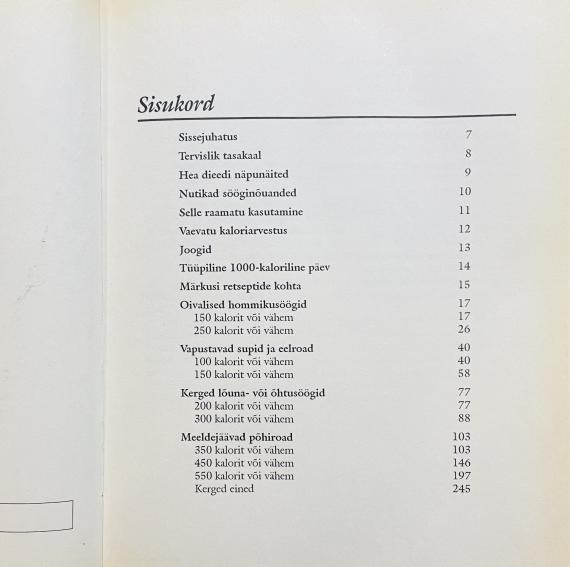 Sisukord
Sissejuhatus 7
Tervislik tasakaal 8
Hea dieedi näpunäited 9
Nutikad sööginõuanded 10
Selle raamatu kasutamine 11
Vaevatu kaloriarvestus 12
Joogid 13
Tüüpiline 1000-kaloriline päev 14
Märkusi retseptide kohta 15
Oivalised hommikusöögid 17
150 kalorit või vähem 17
250 kalorit või vähem 26
Vapustavad supid ja eelroad 40
100 kalorit või vähem 40
150 kalorit või vähem 58
Kerged lõuna- või õhtusöögid 77
200 kalorit või vähem 77
300 kalorit või vähem 88
Meeldejäävad põhiroad 103
350 kalorit või vähem 103
450 kalorit või vähem 146
550 kalorit või vähem 197
Kerged eined 245